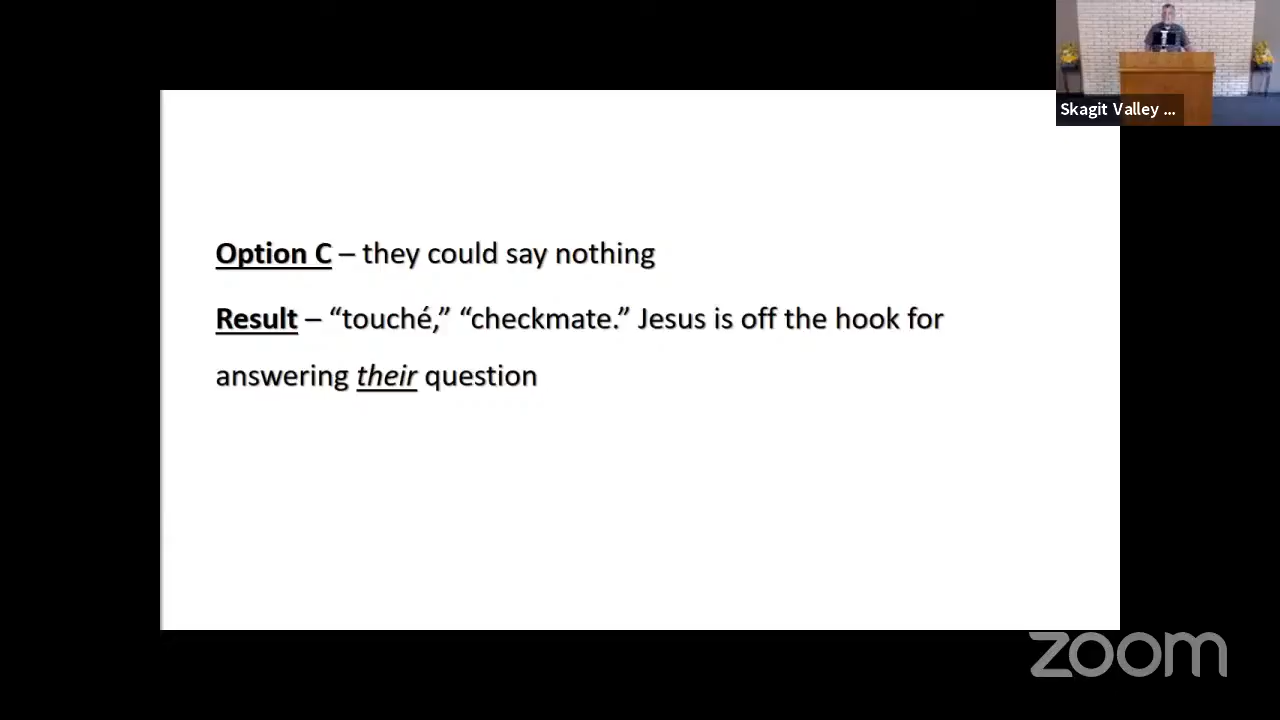 Skagit Valley ...
Option C – they could say nothing
Result – “touché,” “checkmate.” Jesus is off the hook for
answering their question
zoom